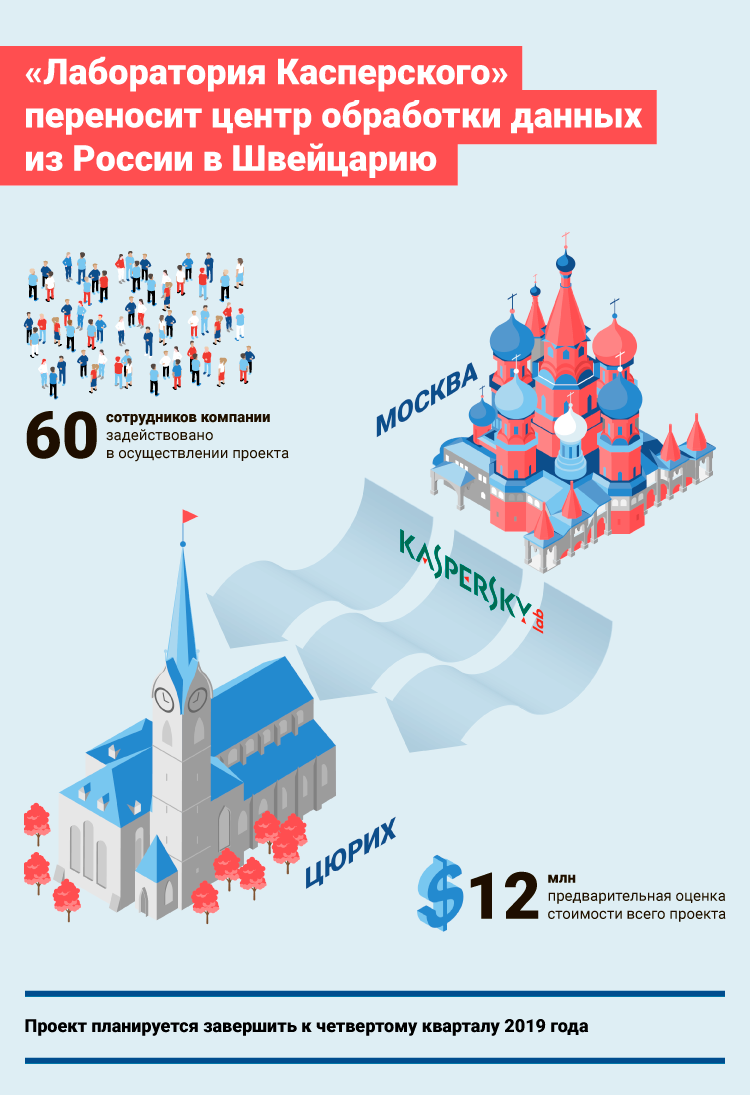 «Лаборатория Касперского»
переносит центр обработки данных
из России в Швейцарию
60
сотрудников компании
задействовано
в осуществлении проекта
МОСКВА
KASPERSKY lab
ЦЮРИХ
$12
млн
предварительная оценка
стоимости всего проекта
Проект планируется завершить к четвертому кварталу 2019 года